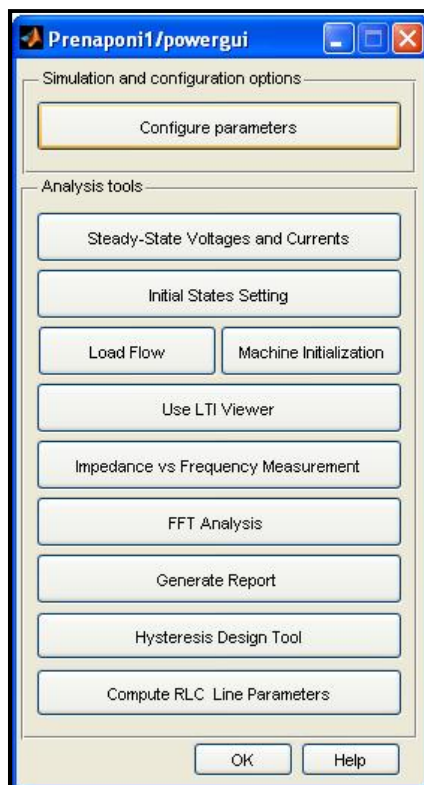 Prenaponi1/powergui
Simulation and configuration options
Configure parameters
Analysis tools
Steady-State Voltages and Currents
Initial States Setting
Load Flow
Machine Initialization
Use LTI Viewer
Impedance vs Frequency Measurement
FFT Analysis
Generate Report
Hysteresis Design Tool
Compute RLC Line Parameters
OK
Help